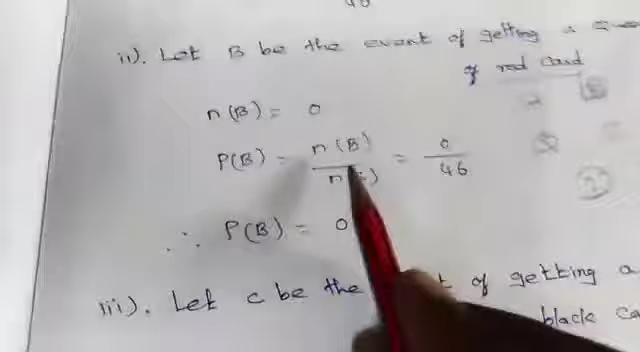 ii). Let B be the event of getting a
of red card
n(B) = 0
P(B) = n(B) / n( ) = 0 / 46
∴ P(B) = 0
iii). Let C be the of getting a
black